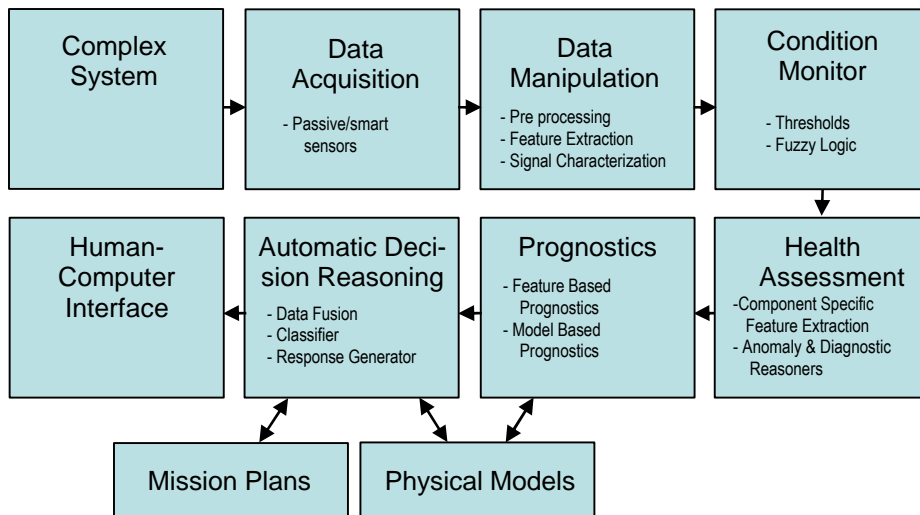 Complex
System
Data
Acquisition
- Passive/smart
sensors
Data
Manipulation
- Pre processing
- Feature Extraction
- Signal Characterization
Condition
Monitor
- Thresholds
- Fuzzy Logic
Human-
Computer
Interface
Automatic Deci-
sion Reasoning
- Data Fusion
- Classifier
- Response Generator
Prognostics
- Feature Based
Prognostics
- Model Based
Prognostics
Health
Assessment
-Component Specific
Feature Extraction
- Anomaly & Diagnostic
Reasoners
Mission Plans
Physical Models